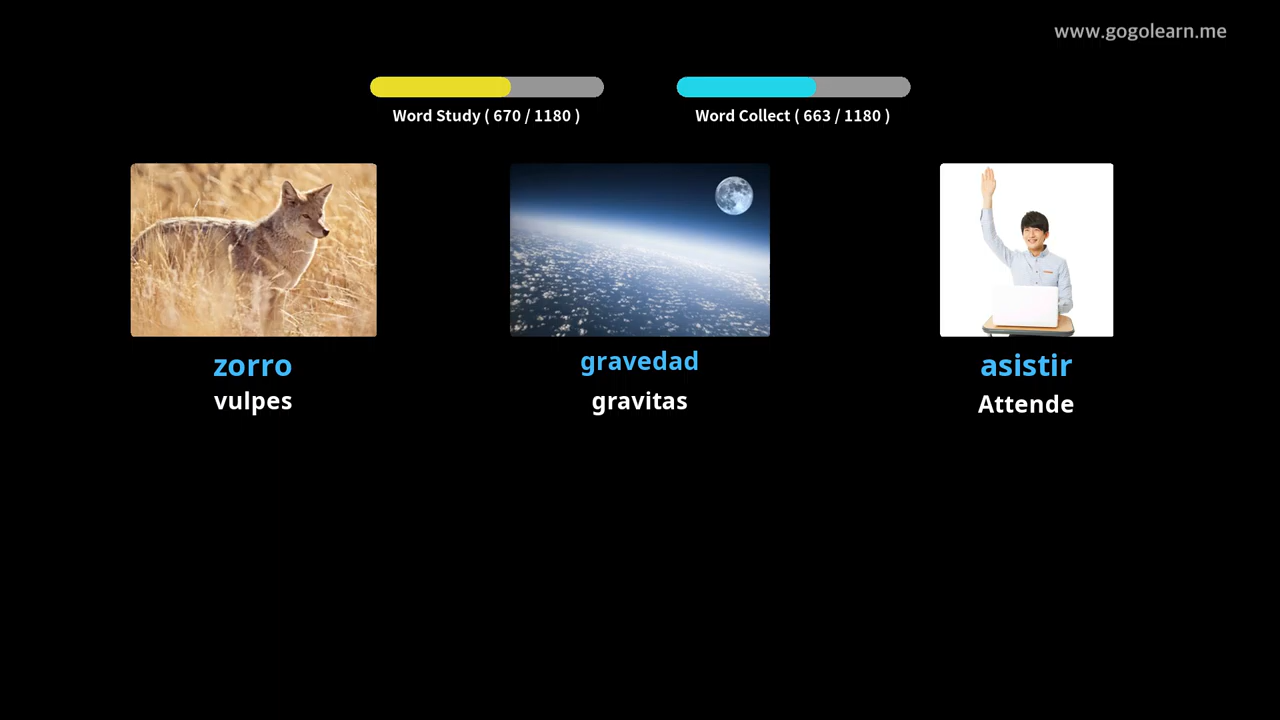 www.gogolearn.me
Word Study ( 670 / 1180 )
Word Collect ( 663 / 1180 )
zorro
vulpes
gravedad
gravitas
asistir
Attende